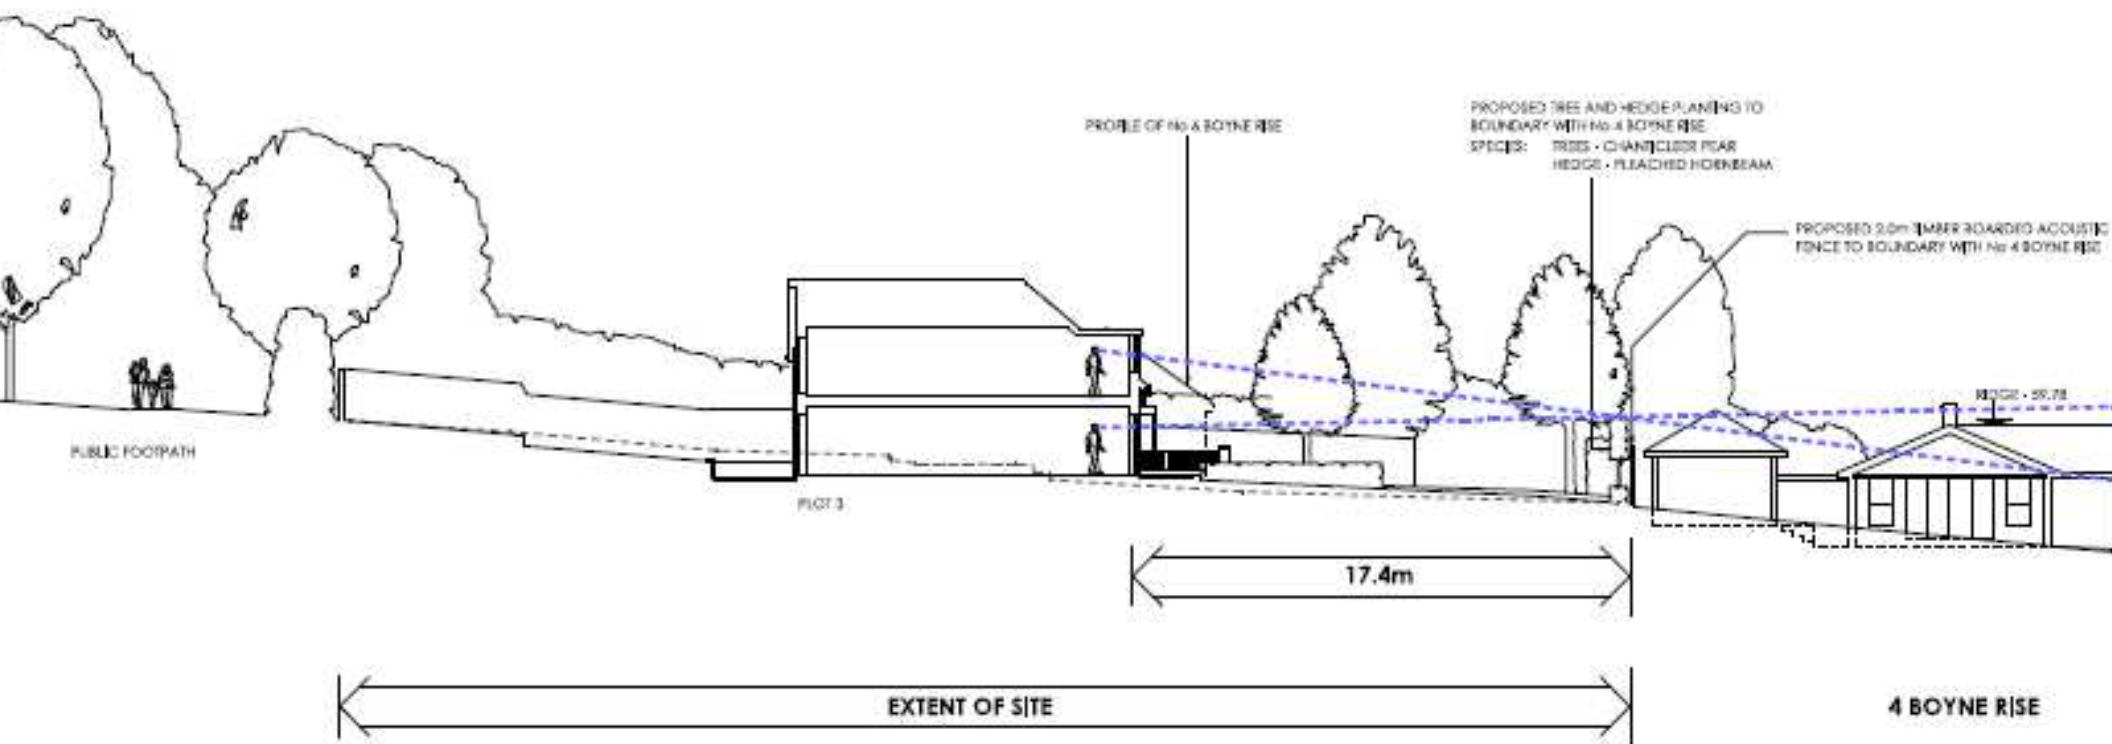 PROFILE OF No 6 BOYNE RISE
PROPOSED TREE AND HEDGE PLANTING TO
BOUNDARY WITH No 4 BOYNE RISE
SPECIES: TREES - CHANTICLEER PEAR
HEDGE - PLEACHED HORNBEAM
PROPOSED 2.0m TIMBER BOARDED ACOUSTIC
FENCE TO BOUNDARY WITH No 4 BOYNE RISE
RIDGE - 59.78
PUBLIC FOOTPATH
PLOT 3
17.4m
EXTENT OF SITE
4 BOYNE RISE